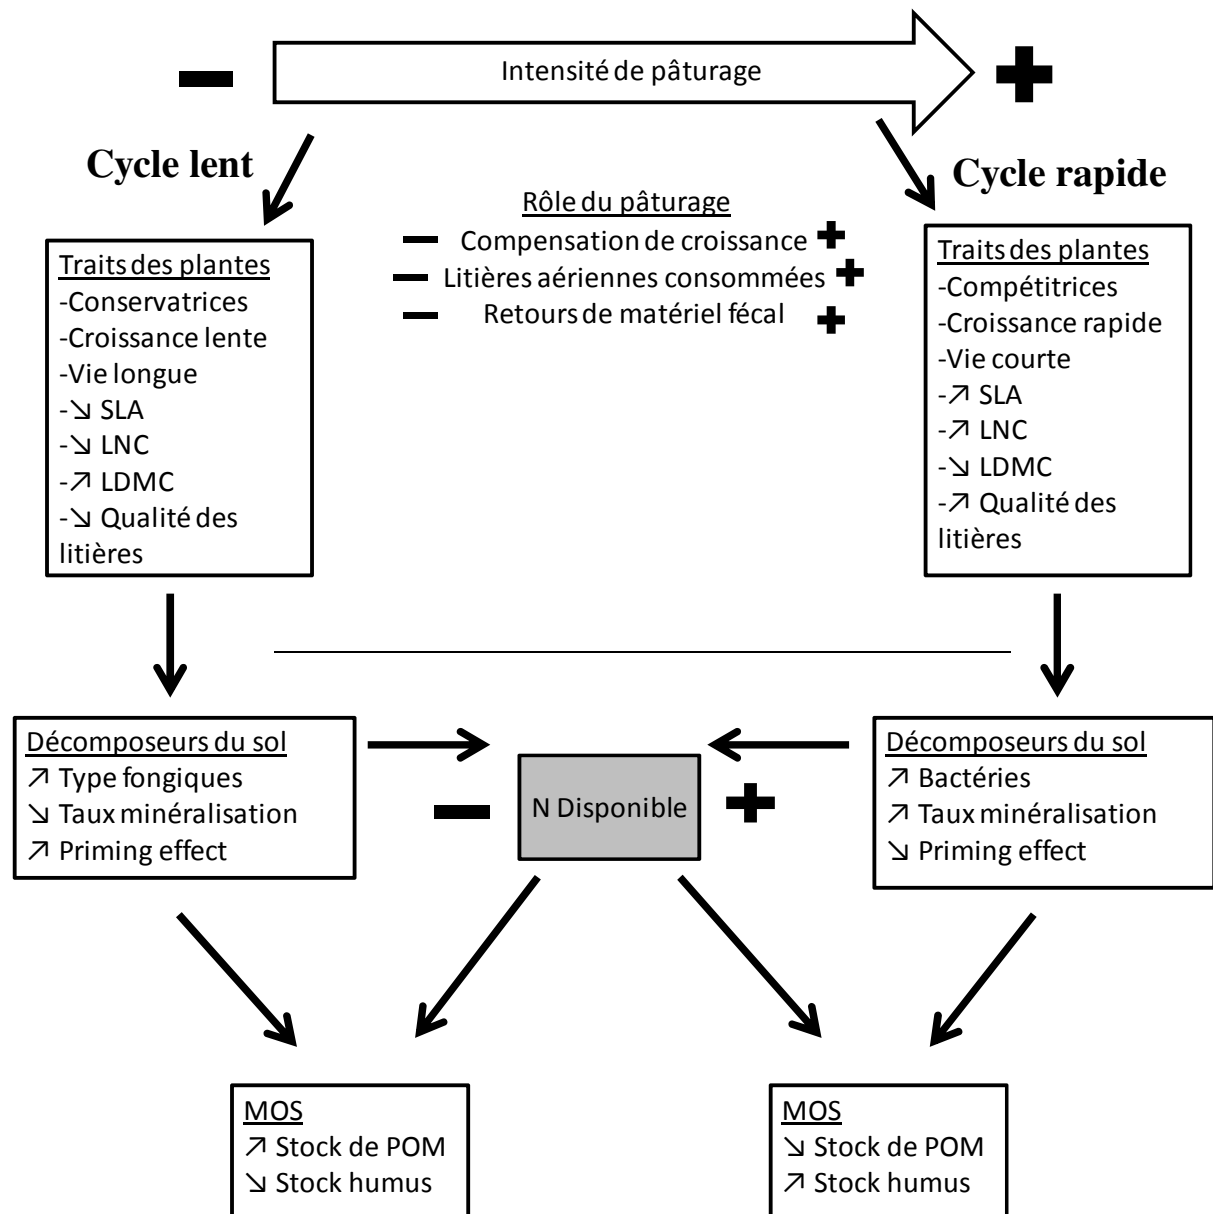 Intensité de pâturage
Cycle lent
Cycle rapide
Rôle du pâturage
Compensation de croissance
Litières aériennes consommées
Retours de matériel fécal
Traits des plantes
-Conservatrices
-Croissance lente
-Vie longue
-↘ SLA
-↘ LNC
-↗ LDMC
-↘ Qualité des
litières
Traits des plantes
-Compétitrices
-Croissance rapide
-Vie courte
-↗ SLA
-↗ LNC
-↘ LDMC
-↗ Qualité des
litières
Décomposeurs du sol
↗ Type fongiques
↘ Taux minéralisation
↗ Priming effect
N Disponible
Décomposeurs du sol
↗ Bactéries
↗ Taux minéralisation
↘ Priming effect
MOS
↗ Stock de POM
↘ Stock humus
MOS
↘ Stock de POM
↗ Stock humus